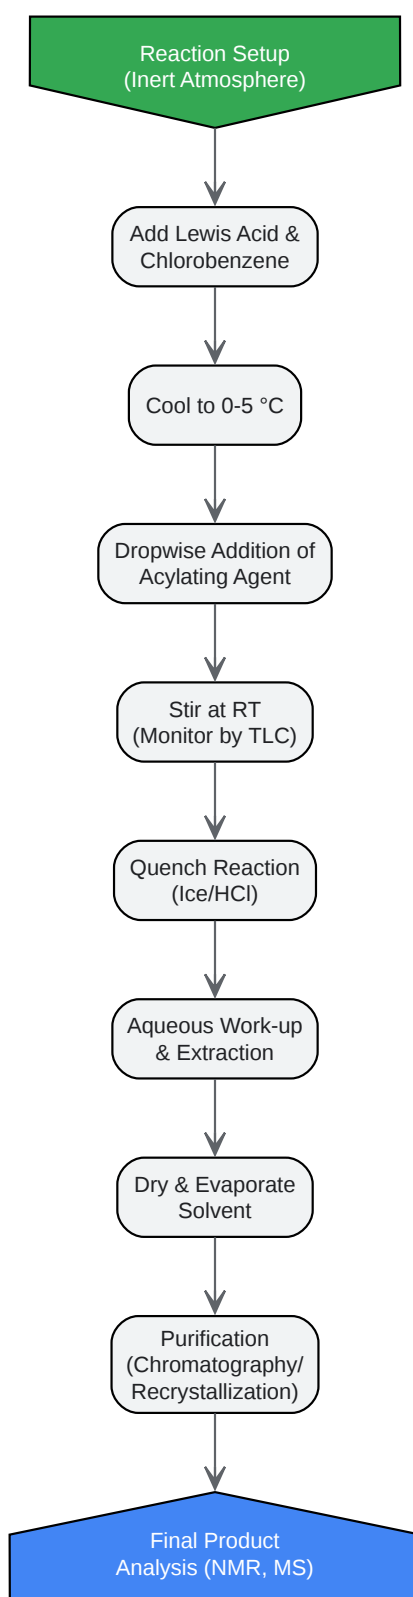 Reaction Setup
(Inert Atmosphere)
Add Lewis Acid &
Chlorobenzene
Cool to 0-5 °C
Dropwise Addition of
Acylating Agent
Stir at RT
(Monitor by TLC)
Quench Reaction
(Ice/HCl)
Aqueous Work-up
& Extraction
Dry & Evaporate
Solvent
Purification
(Chromatography/
Recrystallization)
Final Product
Analysis (NMR, MS)